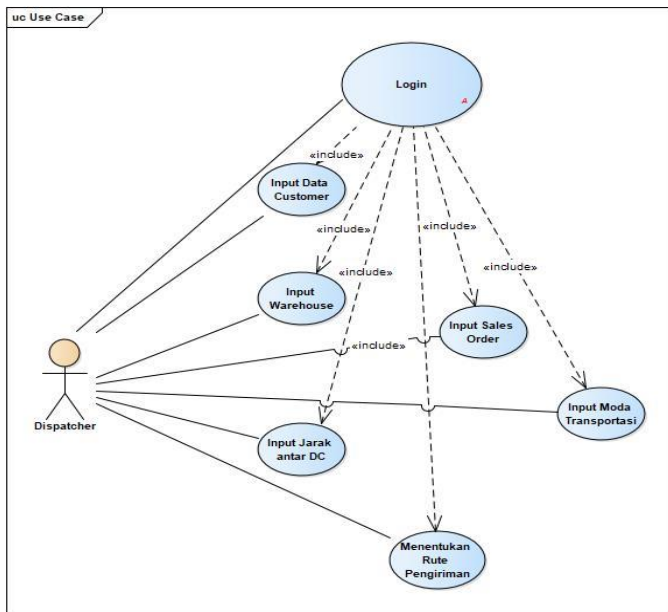 uc Use Case
Login
A
«include»
Input Data
Customer
«include»
«include»
«include»
«include»
Input
Warehouse
Input Sales
Order
«include»
Dispatcher
Input Moda
Transportasi
Input Jarak
antar DC
Menentukan
Rute
Pengiriman